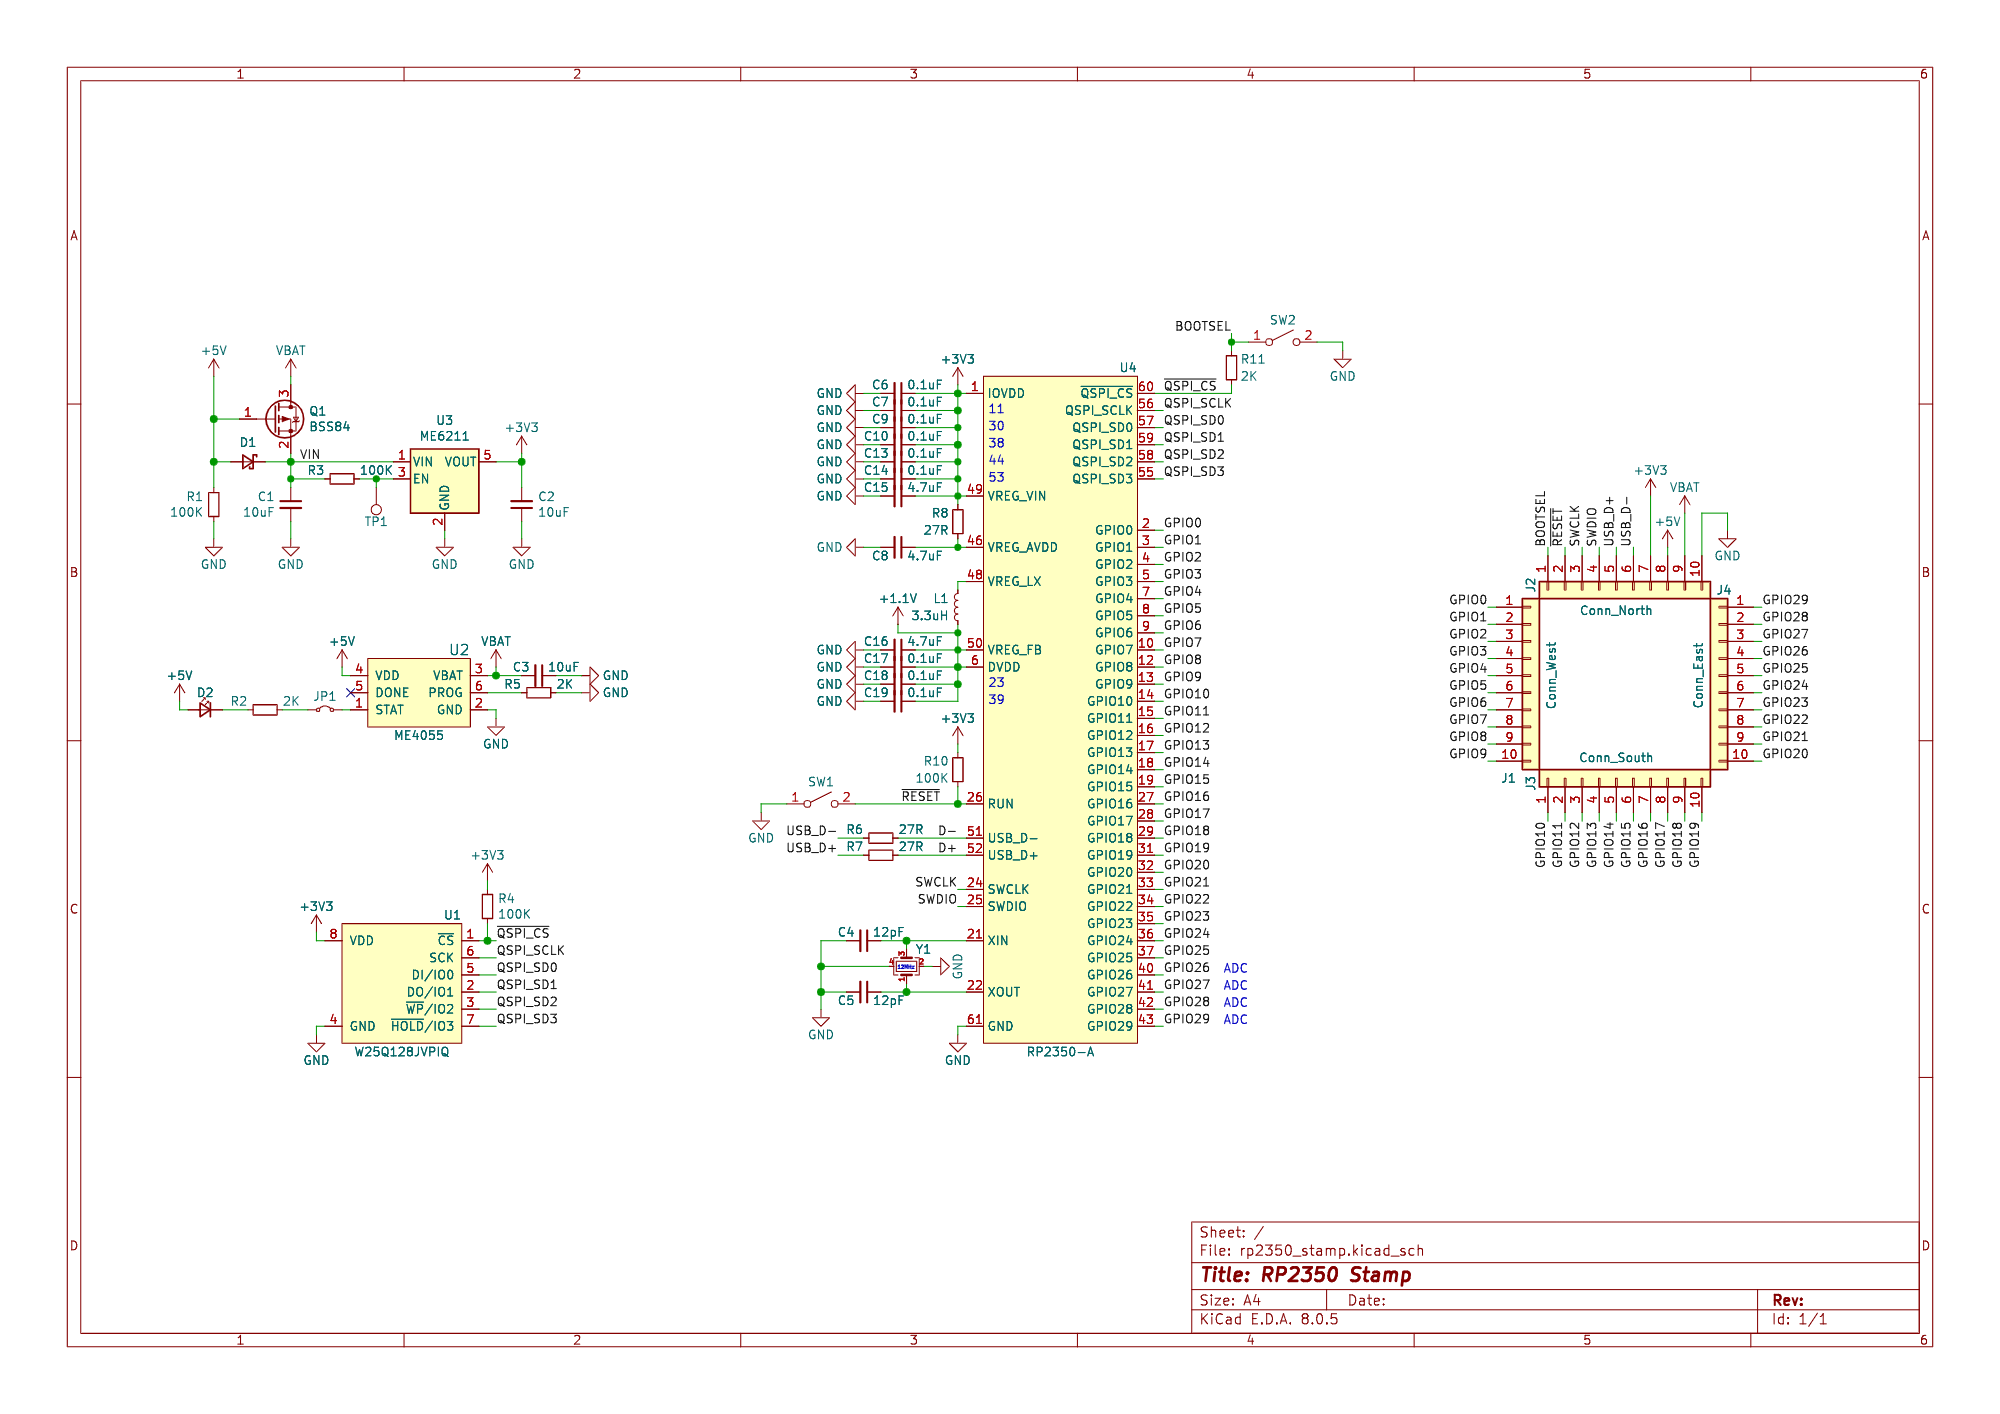 1 2 3 4 5 6
A A
B B
C C
D D
+5V
VBAT
3
1
Q1
BSS84
2
D1
VIN
R1
100K
C1
10uF
R3
100K
TP1
U3
ME6211
1 VIN VOUT 5
3 EN
GND
2
+3V3
C2
10uF
GND GND GND GND
+5V
VBAT
U2
4 VDD VBAT 3
5 DONE PROG 6
1 STAT GND 2
ME4055
C3 10uF GND
R5 2K GND
GND
+5V
D2
R2 2K
JP1
+3V3
R4
100K
+3V3
U1
8 VDD CS 1 QSPI_CS
SCK 6 QSPI_SCLK
DI/IO0 5 QSPI_SD0
DO/IO1 2 QSPI_SD1
WP/IO2 3 QSPI_SD2
4 GND HOLD/IO3 7 QSPI_SD3
W25Q128JVPIQ
GND
BOOTSEL
SW2
1 2
R11
2K
GND
+3V3
U4
GND C6 0.1uF 1 IOVDD
GND C7 0.1uF 11
GND C9 0.1uF 30
GND C10 0.1uF 38
GND C13 0.1uF 44
GND C14 0.1uF 53
GND C15 4.7uF 49 VREG_VIN
R8
27R
GND C8 4.7uF 46 VREG_AVDD
48 VREG_LX
+1.1V
L1
3.3uH
GND C16 4.7uF 50 VREG_FB
GND C17 0.1uF 6 DVDD
GND C18 0.1uF 23
GND C19 0.1uF 39
+3V3
R10
100K
SW1
1 2
GND
RESET 26 RUN
USB_D- R6 27R D- 51 USB_D-
USB_D+ R7 27R D+ 52 USB_D+
SWCLK 24 SWCLK
SWDIO 25 SWDIO
C4 12pF 21 XIN
Y1
3
4 12MHz 2
1
GND
C5 12pF 22 XOUT
GND
61 GND
GND
RP2350-A
QSPI_CS 60 QSPI_CS
QSPI_SCLK 56 QSPI_SCLK
QSPI_SD0 57 QSPI_SD0
QSPI_SD1 59 QSPI_SD1
QSPI_SD2 58 QSPI_SD2
QSPI_SD3 55 QSPI_SD3
GPIO0 2 GPIO0
GPIO1 3 GPIO1
GPIO2 4 GPIO2
GPIO3 5 GPIO3
GPIO4 7 GPIO4
GPIO5 8 GPIO5
GPIO6 9 GPIO6
GPIO7 10 GPIO7
GPIO8 12 GPIO8
GPIO9 13 GPIO9
GPIO10 14 GPIO10
GPIO11 15 GPIO11
GPIO12 16 GPIO12
GPIO13 17 GPIO13
GPIO14 18 GPIO14
GPIO15 19 GPIO15
GPIO16 27 GPIO16
GPIO17 28 GPIO17
GPIO18 29 GPIO18
GPIO19 31 GPIO19
GPIO20 32 GPIO20
GPIO21 33 GPIO21
GPIO22 34 GPIO22
GPIO23 35 GPIO23
GPIO24 36 GPIO24
GPIO25 37 GPIO25
GPIO26 40 GPIO26 ADC
GPIO27 41 GPIO27 ADC
GPIO28 42 GPIO28 ADC
GPIO29 43 GPIO29 ADC
+3V3
VBAT
+5V
GND
BOOTSEL RESET SWCLK SWDIO USB_D+ USB_D-
1 2 3 4 5 6 7 8 9 10
J2
Conn_North
J4
GPIO0 1
GPIO1 2
GPIO2 3
GPIO3 4
GPIO4 5
GPIO5 6
GPIO6 7
GPIO7 8
GPIO8 9
GPIO9 10
Conn_West
J1
Conn_East
1 GPIO29
2 GPIO28
3 GPIO27
4 GPIO26
5 GPIO25
6 GPIO24
7 GPIO23
8 GPIO22
9 GPIO21
10 GPIO20
Conn_South
J3
1 2 3 4 5 6 7 8 9 10
GPIO10 GPIO11 GPIO12 GPIO13 GPIO14 GPIO15 GPIO16 GPIO17 GPIO18 GPIO19
Sheet: /
File: rp2350_stamp.kicad_sch
Title: RP2350 Stamp
Size: A4 Date: Rev:
KiCad E.D.A. 8.0.5 Id: 1/1
1 2 3 4 5 6